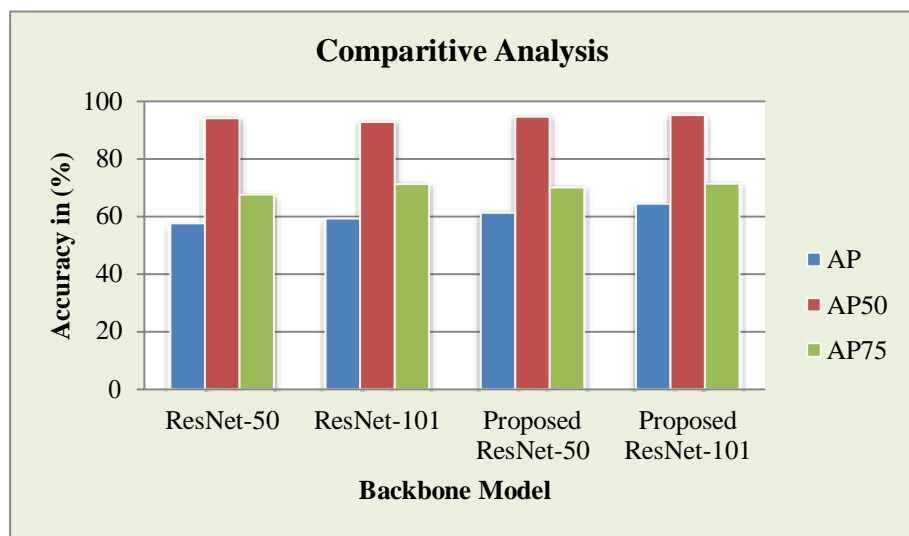 Comparitive Analysis
100
80
60
40
20
0
Accuracy in (%)
ResNet-50
ResNet-101
Proposed
ResNet-50
Proposed
ResNet-101
Backbone Model
AP
AP50
AP75